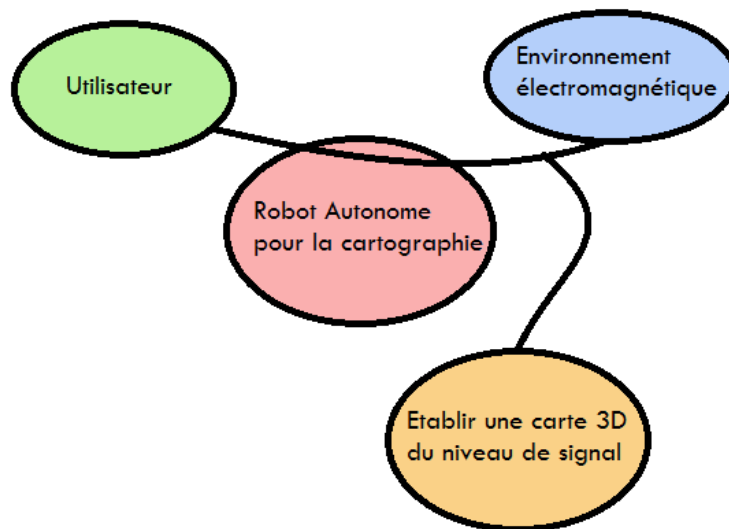 Utilisateur
Environnement
électromagnétique
Robot Autonome
pour la cartographie
Etablir une carte 3D
du niveau de signal